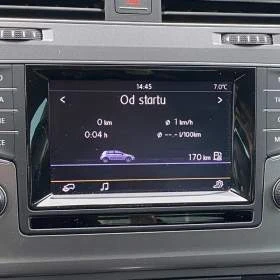 14:45
7.0°C
Od startu
0 km
Ø 1 km/h
0:04 h
Ø --.- l/100km
170 km